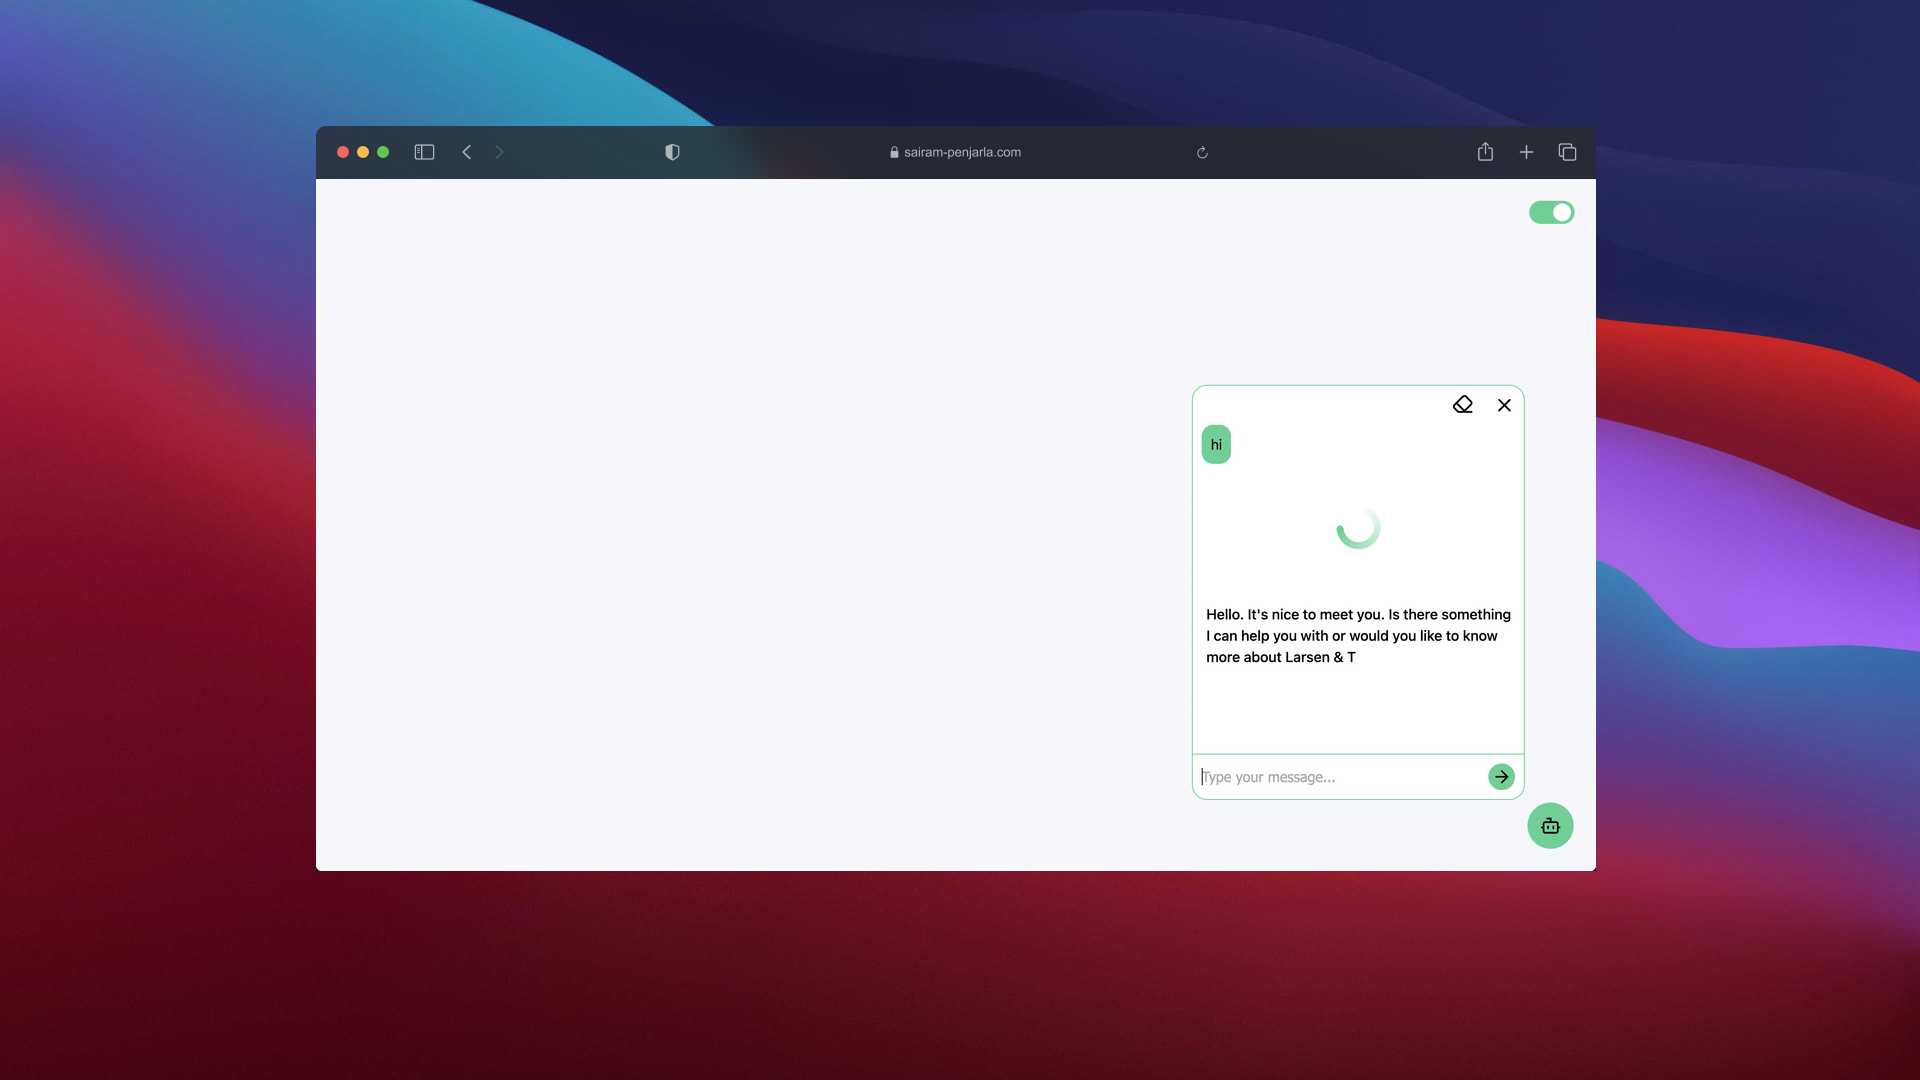 sairam-penjarla.com
hi
Hello. It's nice to meet you. Is there something
I can help you with or would you like to know
more about Larsen & T
Type your message...